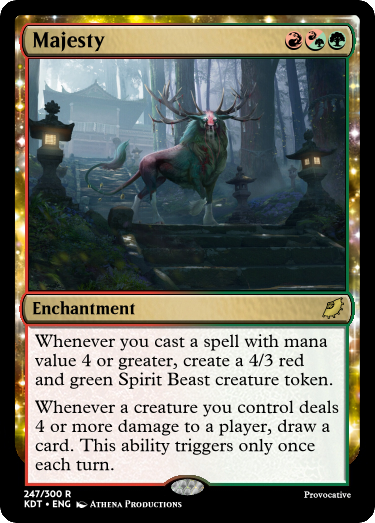 Majesty
Enchantment
Whenever you cast a spell with mana
value 4 or greater, create a 4/3 red
and green Spirit Beast creature token.
Whenever a creature you control deals
4 or more damage to a player, draw a
card. This ability triggers only once
each turn.
247/300 R
KDT • ENG Athena Productions
Provocative